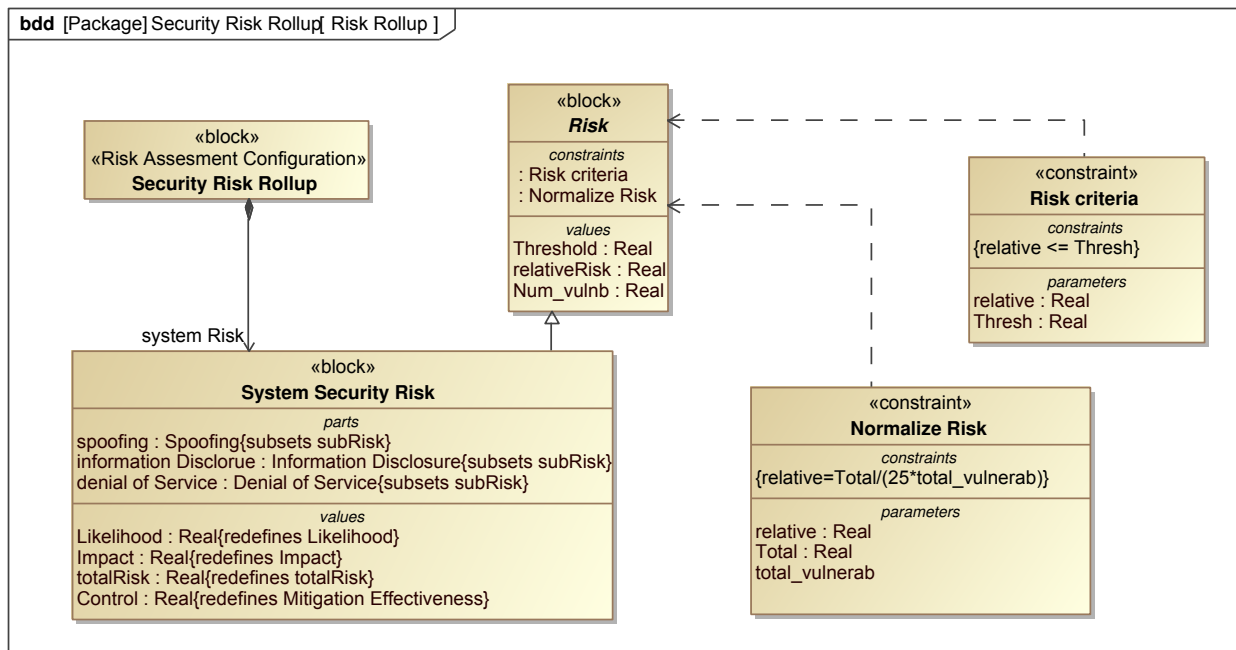 bdd [Package] Security Risk Rollup[ Risk Rollup ]
«block»
«Risk Assesment Configuration»
Security Risk Rollup
system Risk
«block»
Risk
constraints
: Risk criteria
: Normalize Risk
values
Threshold : Real
relativeRisk : Real
Num_vulnb : Real
«constraint»
Risk criteria
constraints
{relative <= Thresh}
parameters
relative : Real
Thresh : Real
«block»
System Security Risk
parts
spoofing : Spoofing{subsets subRisk}
information Disclorue : Information Disclosure{subsets subRisk}
denial of Service : Denial of Service{subsets subRisk}
values
Likelihood : Real{redefines Likelihood}
Impact : Real{redefines Impact}
totalRisk : Real{redefines totalRisk}
Control : Real{redefines Mitigation Effectiveness}
«constraint»
Normalize Risk
constraints
{relative=Total/(25*total_vulnerab)}
parameters
relative : Real
Total : Real
total_vulnerab